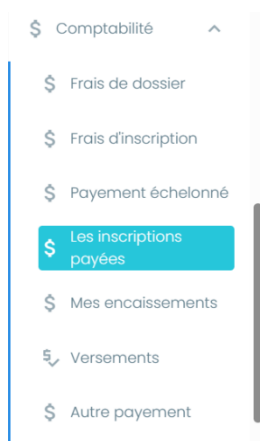 Comptabilité
Frais de dossier
Frais d'inscription
Payement échelonné
Les inscriptions
payées
Mes encaissements
Versements
Autre payement